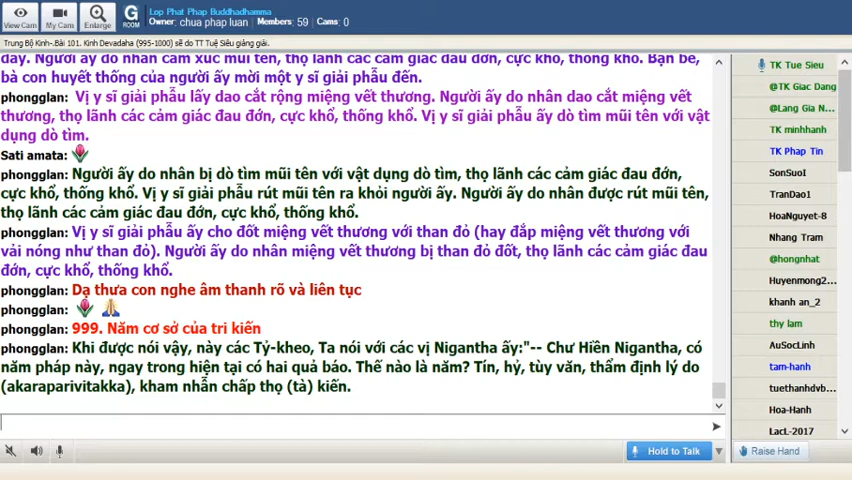 View Cam
My Cam
Enlarge
G
ROOM
Lop Phat Phap Buddhadhamma
Owner: chua phap luan Members: 59 Cams: 0
Trung Bộ Kinh-.Bài 101. Kinh Devadaha (995-1000) sẽ do TT Tuệ Siêu giảng giải.
đấy. Người ấy do nhân cảm xúc mũi tên, thọ lãnh các cảm giác đau đớn, cực khổ, thống khổ. Bạn bè,
bà con huyết thống của người ấy mời một y sĩ giải phẫu đến.
phongglan: Vị y sĩ giải phẫu lấy dao cắt rộng miệng vết thương. Người ấy do nhân dao cắt miệng vết
thương, thọ lãnh các cảm giác đau đớn, cực khổ, thống khổ. Vị y sĩ giải phẫu ấy dò tìm mũi tên với vật
dụng dò tìm.
Sati amata:
phongglan: Người ấy do nhân bị dò tìm mũi tên với vật dụng dò tìm, thọ lãnh các cảm giác đau đớn,
cực khổ, thống khổ. Vị y sĩ giải phẫu rút mũi tên ra khỏi người ấy. Người ấy do nhân được rút mũi tên,
thọ lãnh các cảm giác đau đớn, cực khổ, thống khổ.
phongglan: Vị y sĩ giải phẫu ấy cho đốt miệng vết thương với than đỏ (hay đắp miệng vết thương với
vải nóng như than đỏ). Người ấy do nhân miệng vết thương bị than đỏ đốt, thọ lãnh các cảm giác đau
đớn, cực khổ, thống khổ.
phongglan: Dạ thưa con nghe âm thanh rõ và liên tục
phongglan:
phongglan: 999. Năm cơ sở của tri kiến
phongglan: Khi được nói vậy, này các Tỷ-kheo, Ta nói với các vị Nigantha ấy:"-- Chư Hiền Nigantha, có
năm pháp này, ngay trong hiện tại có hai quả báo. Thế nào là năm? Tín, hỷ, tùy văn, thẩm định lý do
(akaraparivitakka), kham nhẫn chấp thọ (tà) kiến.
TK Tue Sieu
@TK Giac Dang
@Lang Gia N...
TK minhhanh
TK Phap Tin
SonSuoI
TranDao1
HoaNguyet-8
Nhang Tram
@hongnhat
Huyenmong2...
khanh an_2
thy lam
AuSocLinh
tam-hanh
tuethanhdvb...
Hoa-Hanh
LacL-2017
Hold to Talk
Raise Hand